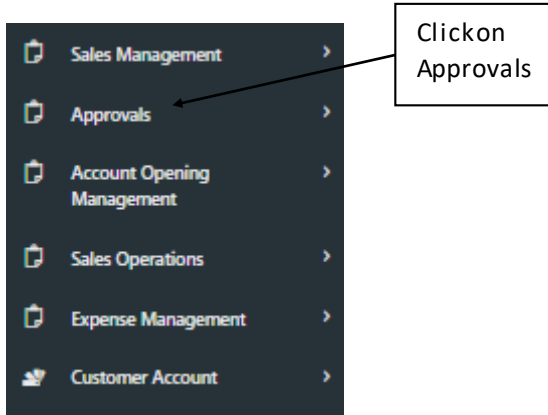 Sales Management
Approvals
Account Opening
Management
Sales Operations
Expense Management
Customer Account
Clickon
Approvals